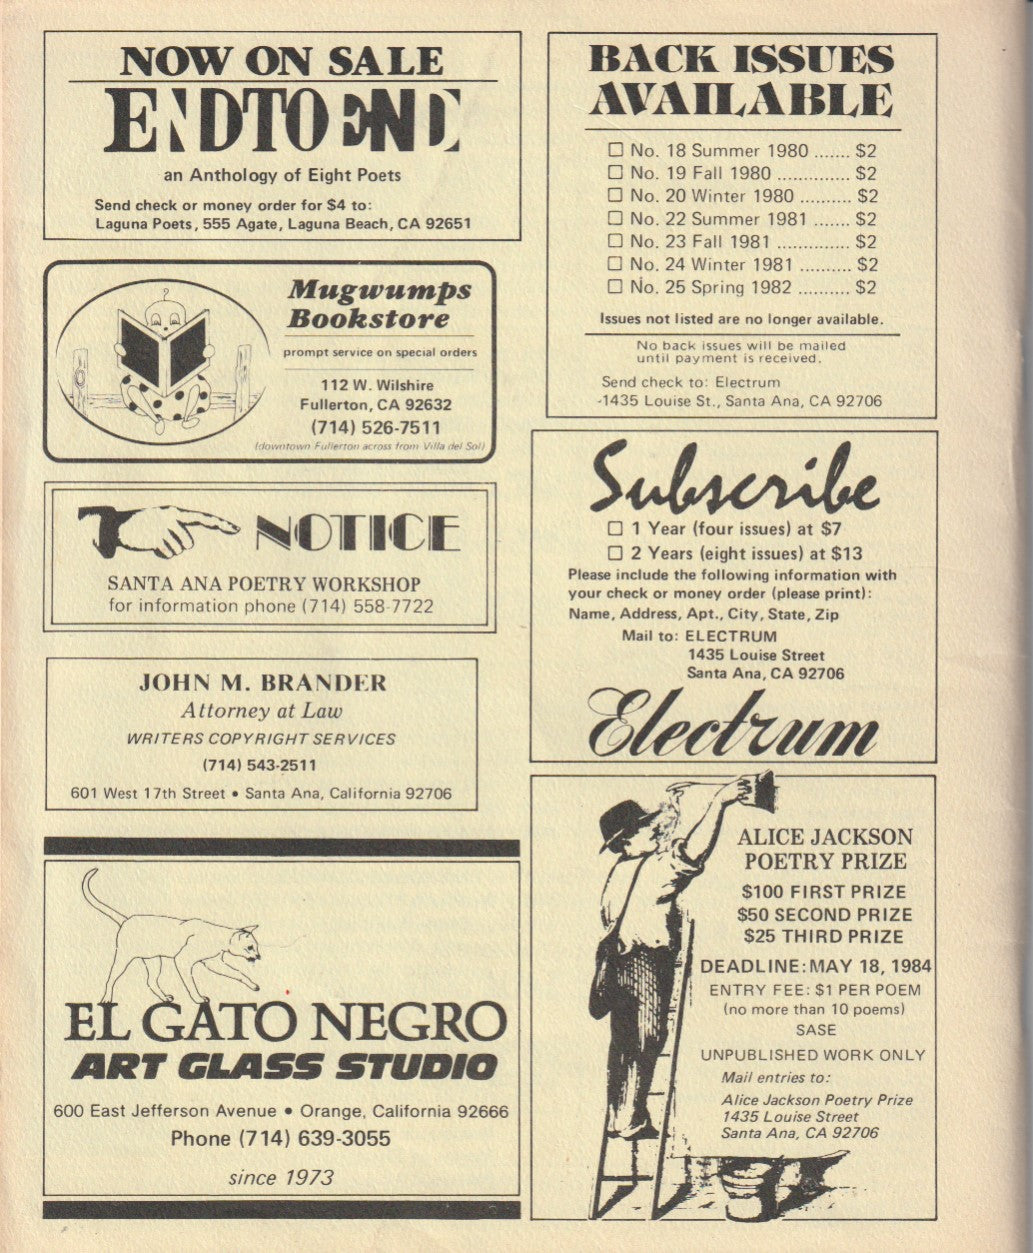 NOW ON SALE
END TO END
an Anthology of Eight Poets
Send check or money order for $4 to:
Laguna Poets, 555 Agate, Laguna Beach, CA 92651
Mugwumps
Bookstore
prompt service on special orders
112 W. Wilshire
Fullerton, CA 92632
(714) 526-7511
(downtown Fullerton across from Villa del Sol)
NOTICE
SANTA ANA POETRY WORKSHOP
for information phone (714) 558-7722
JOHN M. BRANDER
Attorney at Law
WRITERS COPYRIGHT SERVICES
(714) 543-2511
601 West 17th Street • Santa Ana, California 92706
EL GATO NEGRO
ART GLASS STUDIO
600 East Jefferson Avenue • Orange, California 92666
Phone (714) 639-3055
since 1973
BACK ISSUES
AVAILABLE
☐ No. 18 Summer 1980 ....... $2
☐ No. 19 Fall 1980 .............. $2
☐ No. 20 Winter 1980 .......... $2
☐ No. 22 Summer 1981 ....... $2
☐ No. 23 Fall 1981 .............. $2
☐ No. 24 Winter 1981 .......... $2
☐ No. 25 Spring 1982 .......... $2
Issues not listed are no longer available.
No back issues will be mailed
until payment is received.
Send check to: Electrum
1435 Louise St., Santa Ana, CA 92706
Subscribe
☐ 1 Year (four issues) at $7
☐ 2 Years (eight issues) at $13
Please include the following information with
your check or money order (please print):
Name, Address, Apt., City, State, Zip
Mail to: ELECTRUM
1435 Louise Street
Santa Ana, CA 92706
Electrum
ALICE JACKSON
POETRY PRIZE
$100 FIRST PRIZE
$50 SECOND PRIZE
$25 THIRD PRIZE
DEADLINE: MAY 18, 1984
ENTRY FEE: $1 PER POEM
(no more than 10 poems)
SASE
UNPUBLISHED WORK ONLY
Mail entries to:
Alice Jackson Poetry Prize
1435 Louise Street
Santa Ana, CA 92706